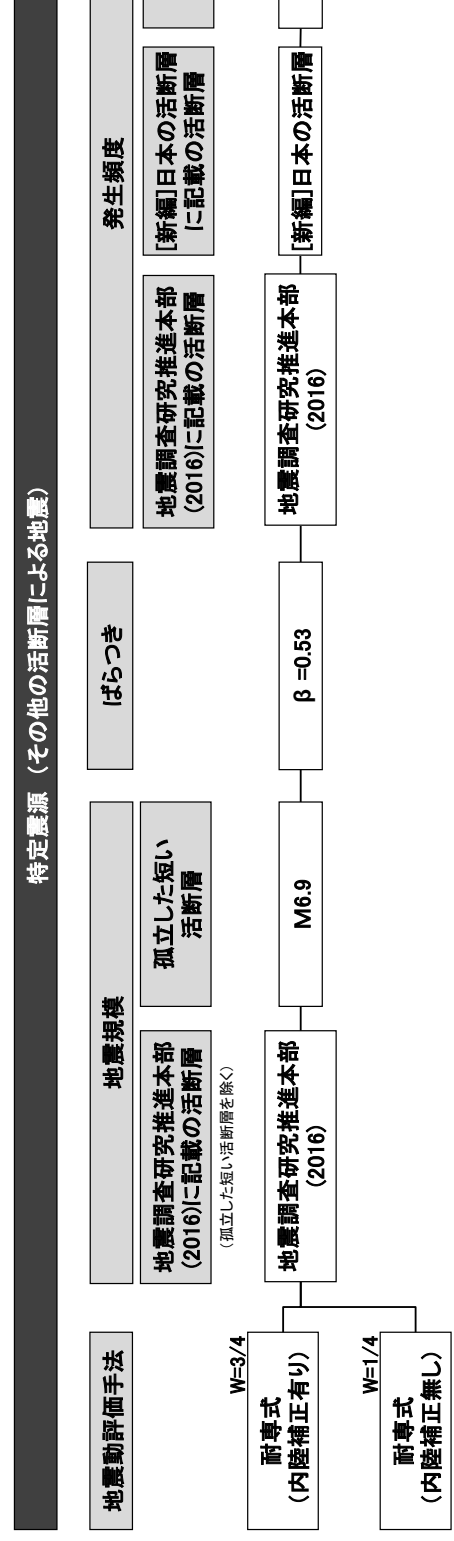 特定震源 （その他の活断層による地震）
地震動評価手法
地震規模
ばらつき
発生頻度
地震調査研究推進本部
(2016)に記載の活断層
（孤立した短い活断層を除く）
孤立した短い
活断層
地震調査研究推進本部
(2016)に記載の活断層
[新編]日本の活断層
に記載の活断層
W=3/4
耐専式
（内陸補正有り）
W=1/4
耐専式
（内陸補正無し）
地震調査研究推進本部
(2016)
M6.9
β =0.53
地震調査研究推進本部
(2016)
[新編]日本の活断層